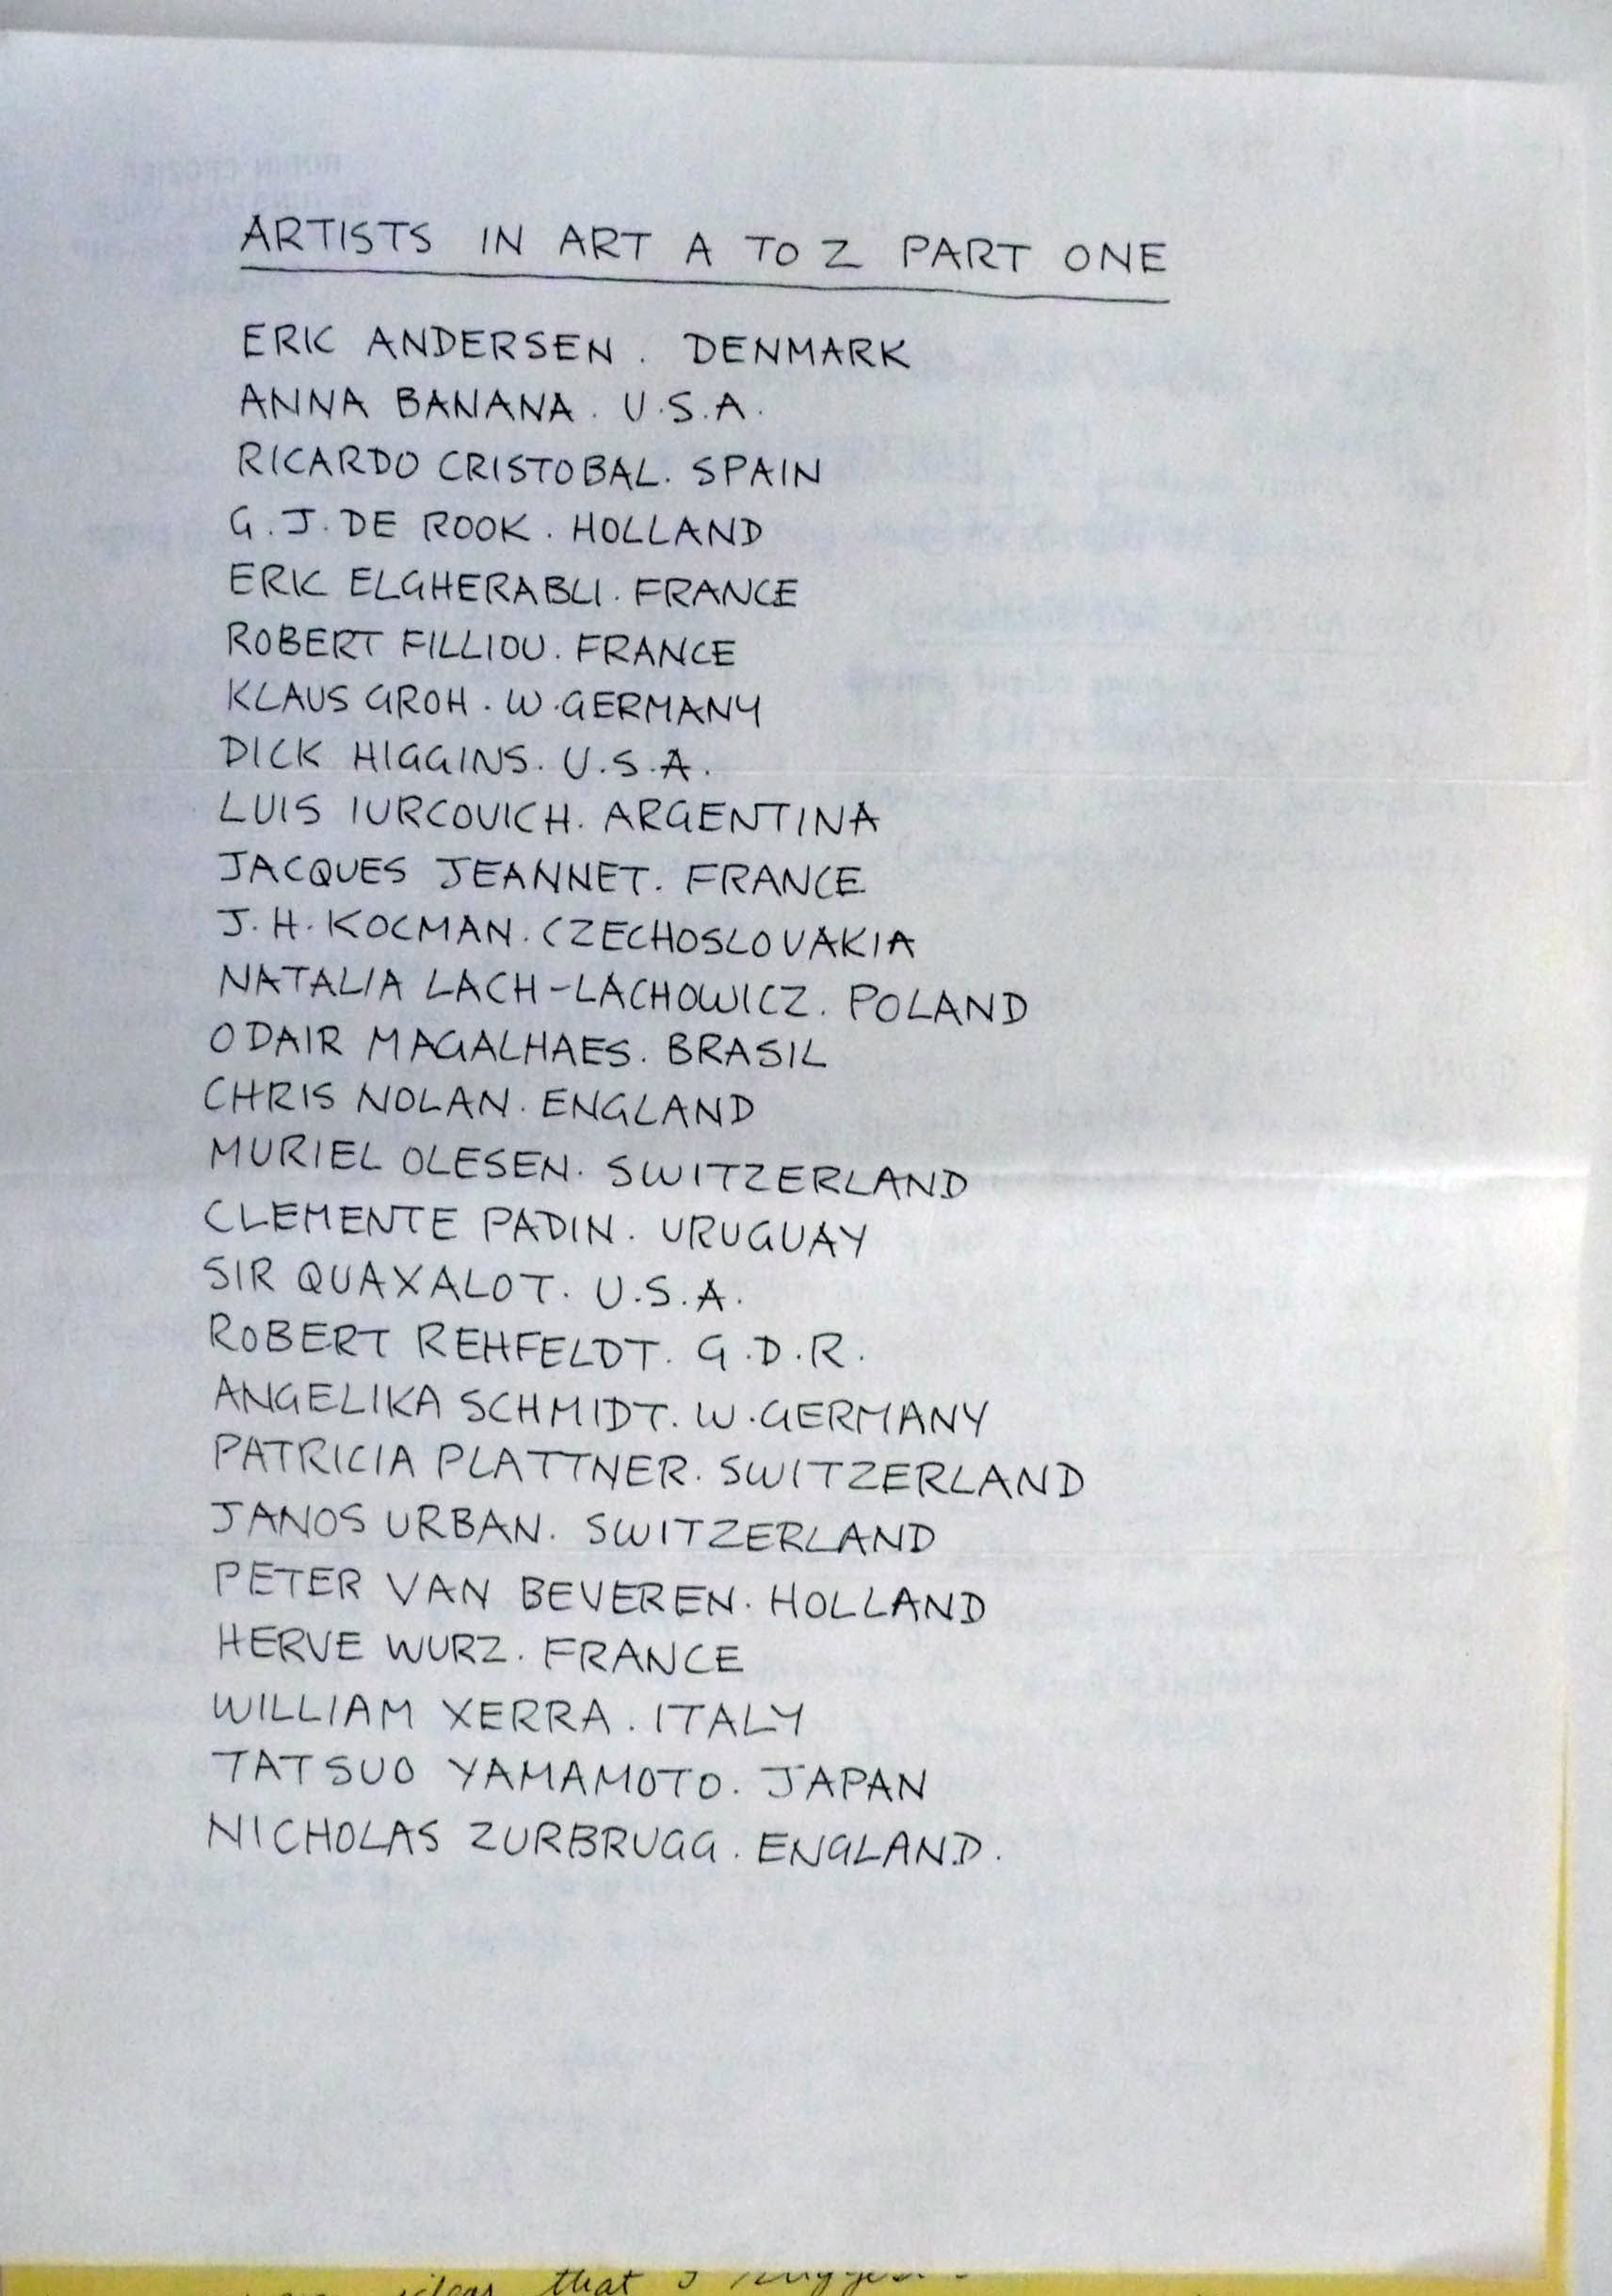 ARTISTS IN ART A TO Z PART ONE
ERIC ANDERSEN. DENMARK
ANNA BANANA. U.S.A.
RICARDO CRISTOBAL. SPAIN
G.J. DE ROOK. HOLLAND
ERIC ELGHERABLI. FRANCE
ROBERT FILLIOU. FRANCE
KLAUS GROH. W.GERMANY
DICK HIGGINS. U.S.A.
LUIS IURCOVICH. ARGENTINA
JACQUES JEANNET. FRANCE
J.H. KOCMAN. CZECHOSLOVAKIA
NATALIA LACH-LACHOWICZ. POLAND
ODAIR MAGALHAES. BRASIL
CHRIS NOLAN. ENGLAND
MURIEL OLESEN. SWITZERLAND
CLEMENTE PADIN. URUGUAY
SIR QUAXALOT. U.S.A.
ROBERT REHFELDT. G.D.R.
ANGELIKA SCHMIDT. W.GERMANY
PATRICIA PLATTNER. SWITZERLAND
JANOS URBAN. SWITZERLAND
PETER VAN BEVEREN. HOLLAND
HERVE WURZ. FRANCE
WILLIAM XERRA. ITALY
TATSUO YAMAMOTO. JAPAN
NICHOLAS ZURBRUGG. ENGLAND.
ideas that I